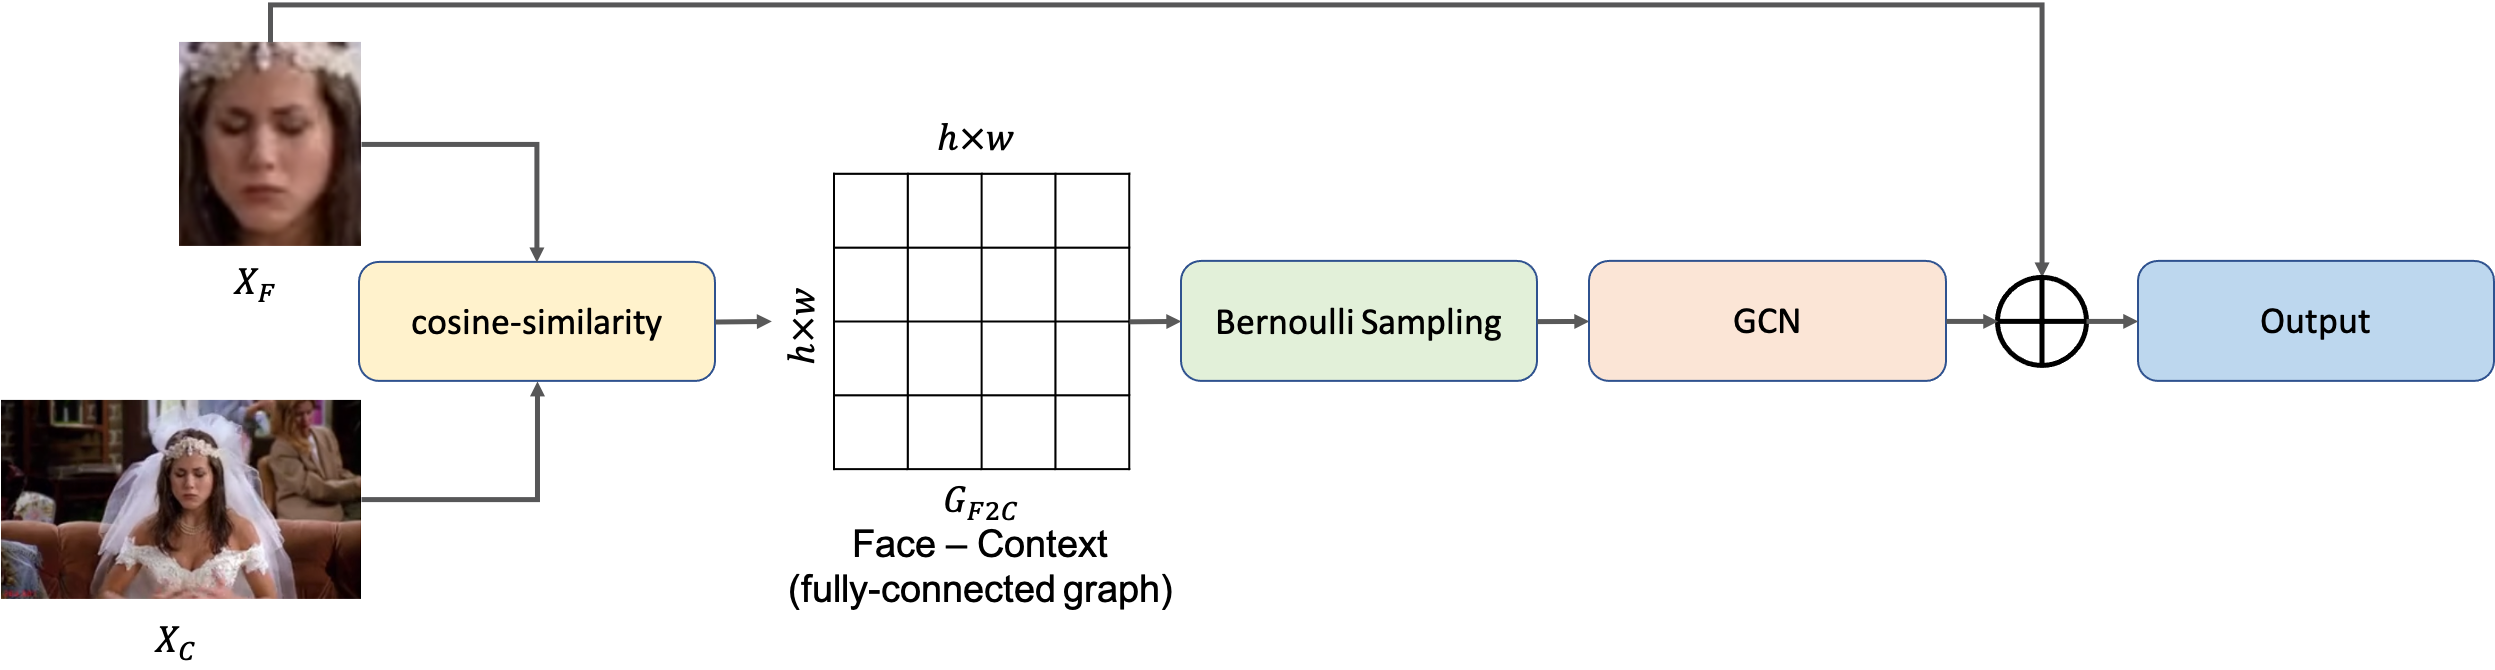 h×w
X_F
h×w
cosine-similarity
Bernoulli Sampling
GCN
Output
G_F2C
Face – Context
(fully-connected graph)
X_C